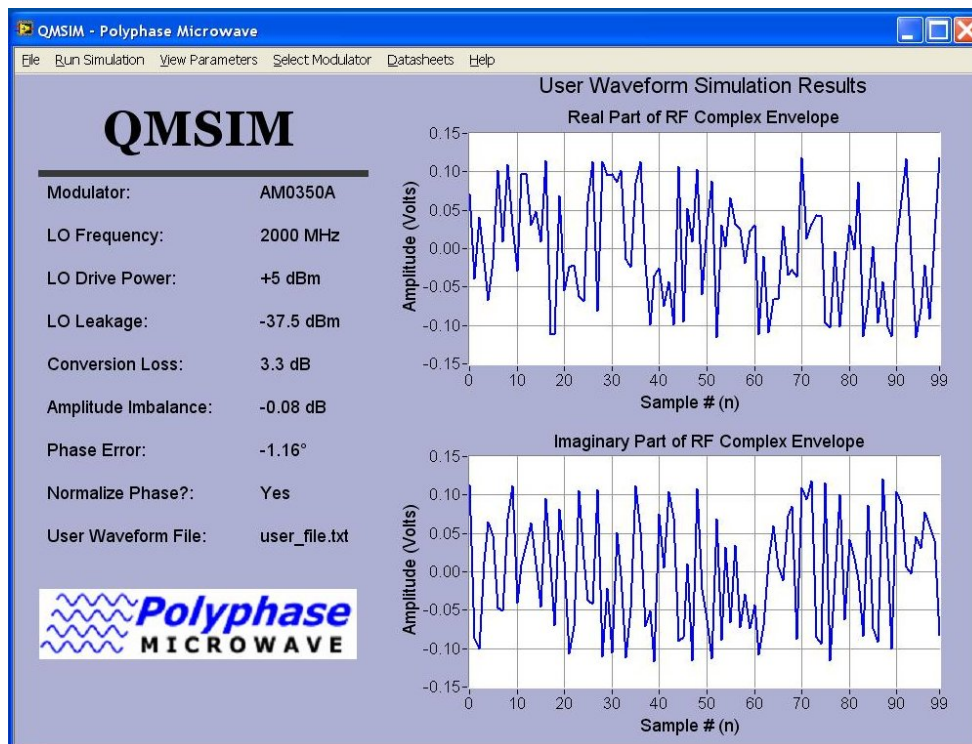 QMSIM - Polyphase Microwave
File Run Simulation View Parameters Select Modulator Datasheets Help
QMSIM
Modulator: AM0350A
LO Frequency: 2000 MHz
LO Drive Power: +5 dBm
LO Leakage: -37.5 dBm
Conversion Loss: 3.3 dB
Amplitude Imbalance: -0.08 dB
Phase Error: -1.16°
Normalize Phase?: Yes
User Waveform File: user_file.txt
Polyphase
MICROWAVE
User Waveform Simulation Results
Real Part of RF Complex Envelope
Amplitude (Volts)
0.15
0.10
0.05
0.00
-0.05
-0.10
-0.15
0 10 20 30 40 50 60 70 80 90 99
Sample # (n)
Imaginary Part of RF Complex Envelope
Amplitude (Volts)
0.15
0.10
0.05
0.00
-0.05
-0.10
-0.15
0 10 20 30 40 50 60 70 80 90 99
Sample # (n)